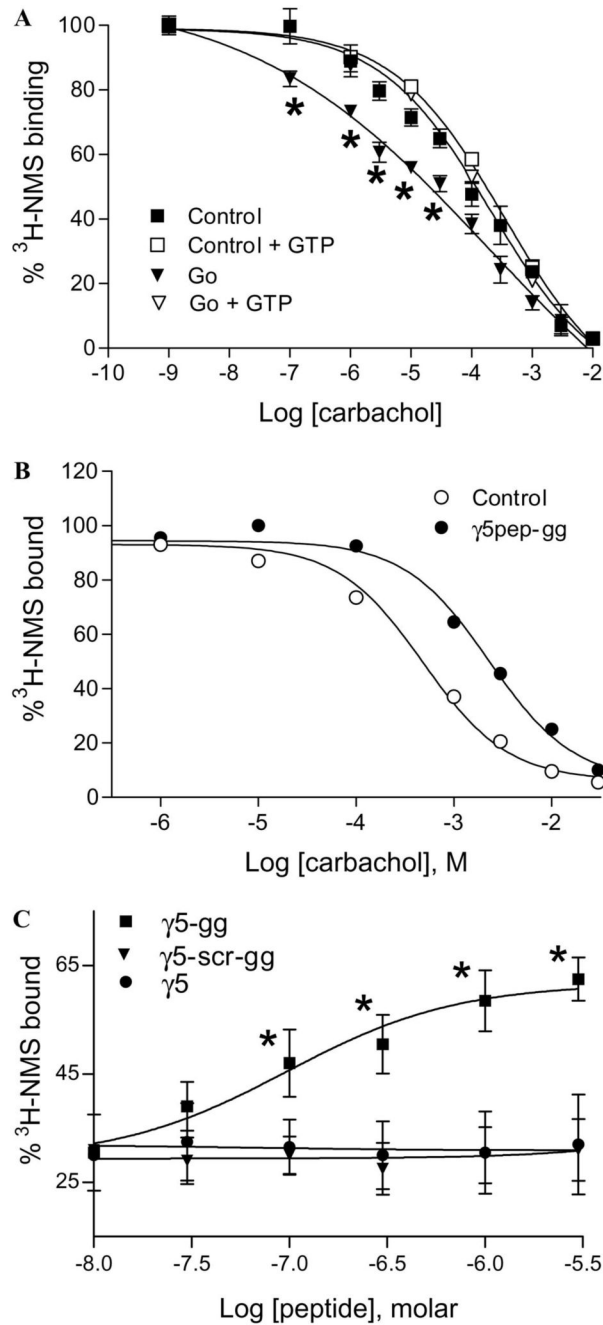 A
100
80
60
40
20
0
% ³H-NMS binding
* * * * *
Control
Control + GTP
Go
Go + GTP
-10 -9 -8 -7 -6 -5 -4 -3 -2
Log [carbachol]
B
120
100
80
60
40
20
0
% ³H-NMS bound
Control
γ5pep-gg
-6 -5 -4 -3 -2
Log [carbachol], M
C
65
45
25
% ³H-NMS bound
γ5-gg
γ5-scr-gg
γ5
* * * *
-8.0 -7.5 -7.0 -6.5 -6.0 -5.5
Log [peptide], molar